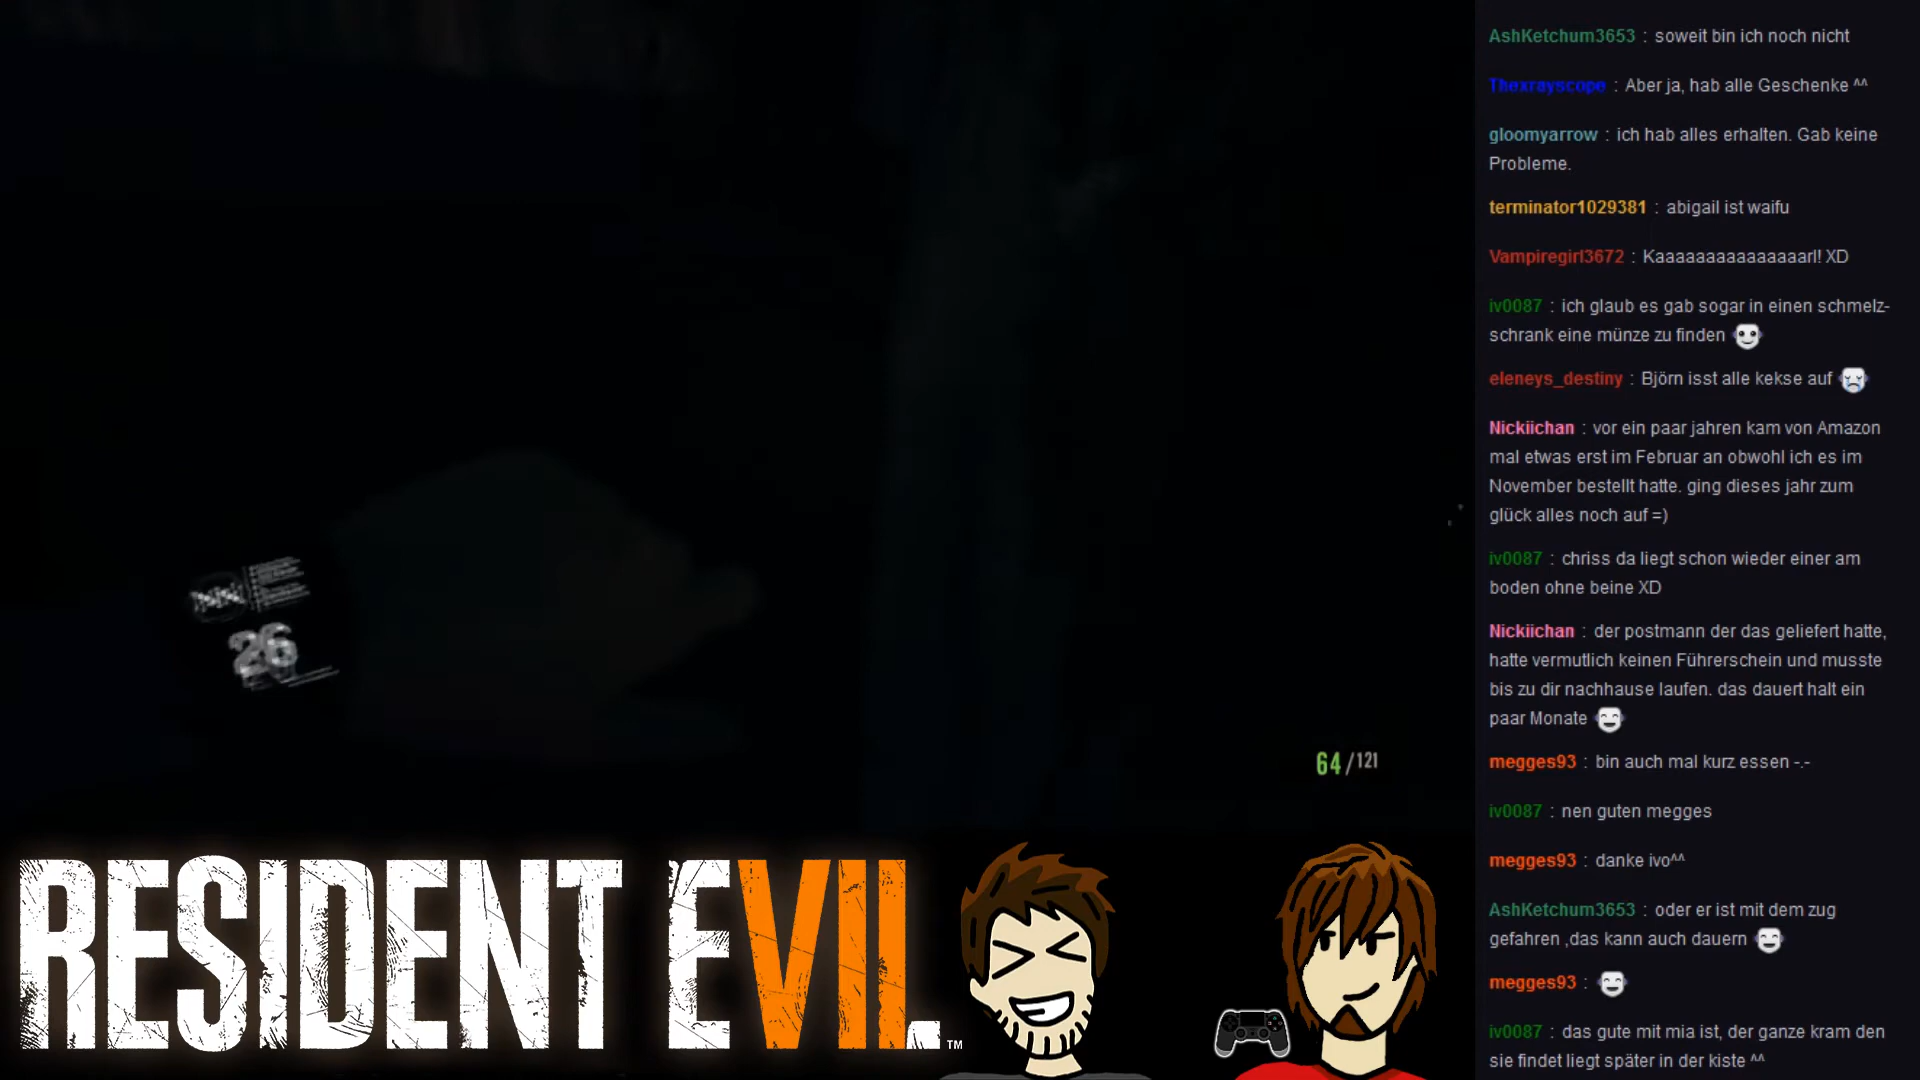 AshKetchum3653 : soweit bin ich noch nicht
Thexrayscope : Aber ja, hab alle Geschenke ^^
gloomyarrow : ich hab alles erhalten. Gab keine
Probleme.
terminator1029381 : abigail ist waifu
Vampiregirl3672 : Kaaaaaaaaaaaaaaarl! XD
iv0087 : ich glaub es gab sogar in einen schmelz-
schrank eine münze zu finden
eleneys_destiny : Björn isst alle kekse auf
Nickiichan : vor ein paar jahren kam von Amazon
mal etwas erst im Februar an obwohl ich es im
November bestellt hatte. ging dieses jahr zum
glück alles noch auf =)
iv0087 : chriss da liegt schon wieder einer am
boden ohne beine XD
Nickiichan : der postmann der das geliefert hatte,
hatte vermutlich keinen Führerschein und musste
bis zu dir nachhause laufen. das dauert halt ein
paar Monate
megges93 : bin auch mal kurz essen -.-
iv0087 : nen guten megges
megges93 : danke ivo^^
AshKetchum3653 : oder er ist mit dem zug
gefahren ,das kann auch dauern
megges93 :
iv0087 : das gute mit mia ist, der ganze kram den
sie findet liegt später in der kiste ^^
26
64/121
RESIDENT EVIL™